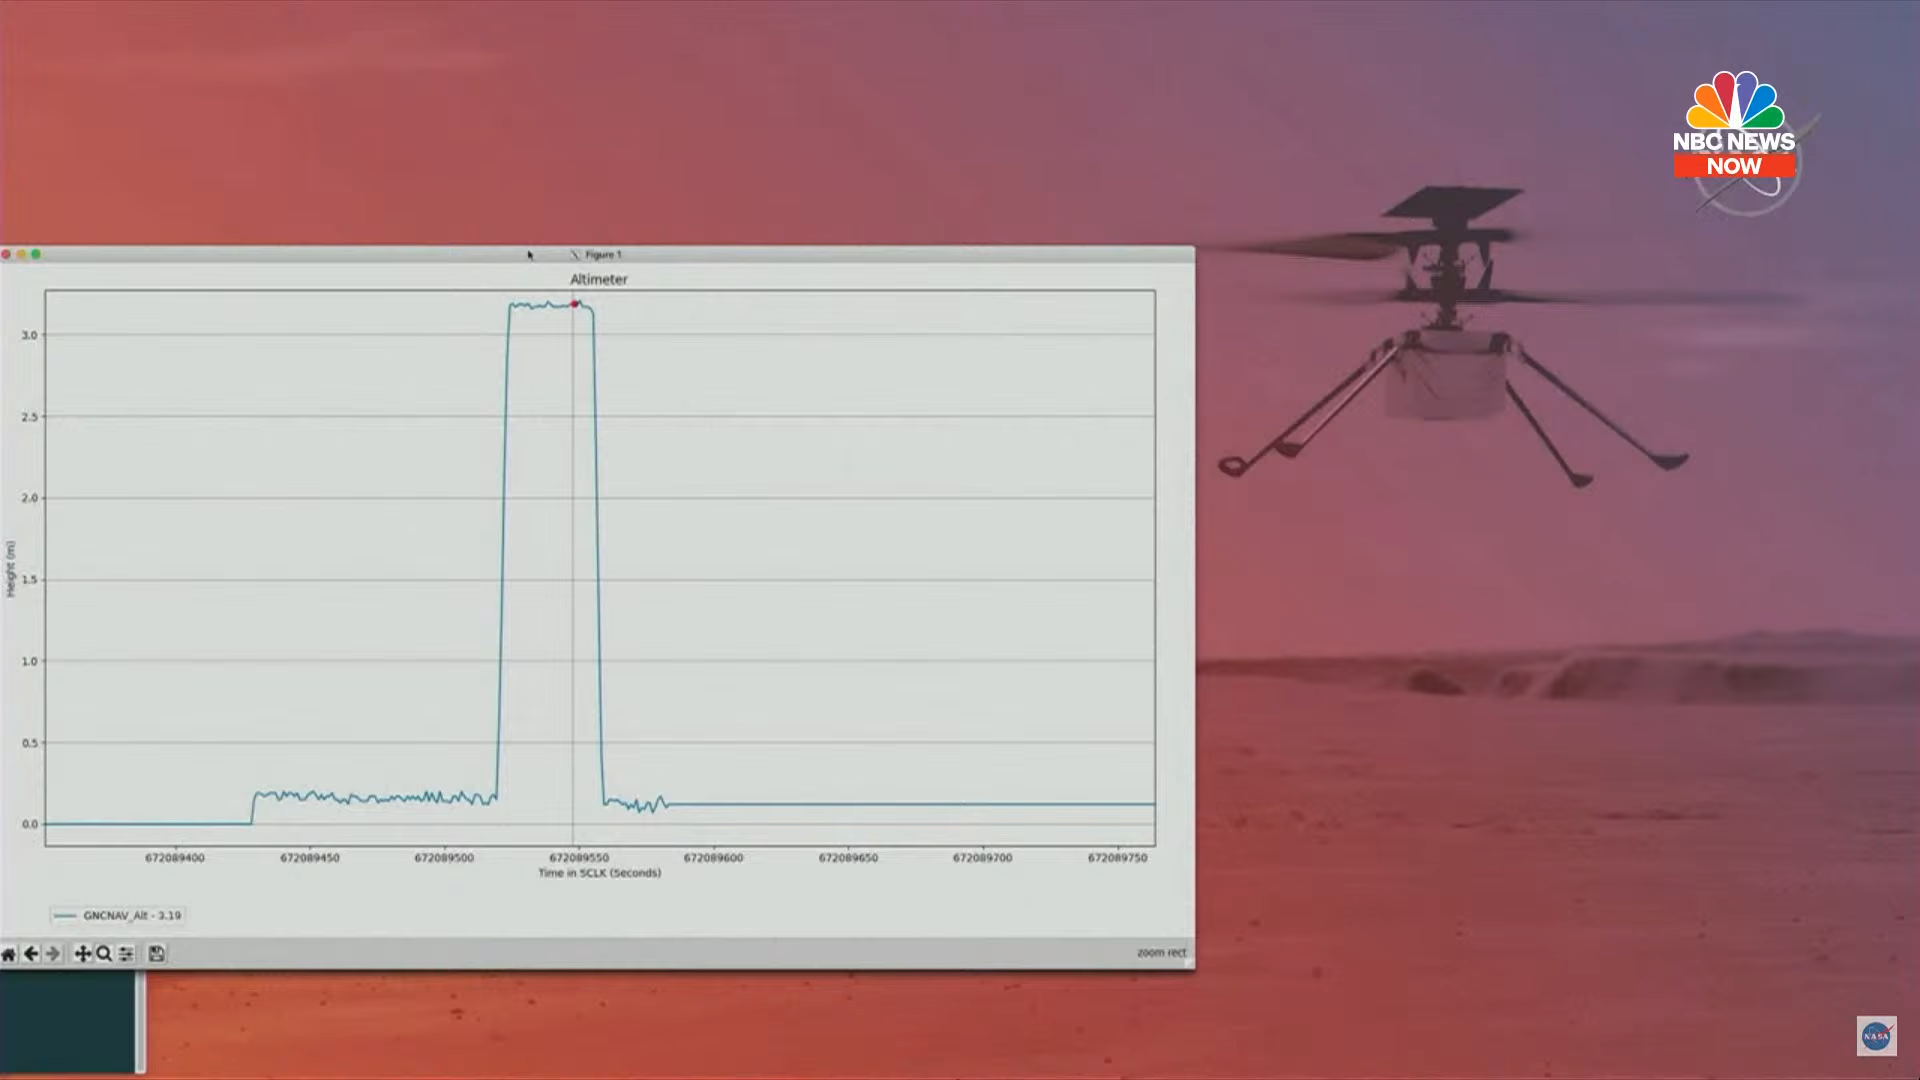 NBC NEWS
NOW
Figure 1
Altimeter
3.0
2.5
2.0
1.5
1.0
0.5
0.0
Height (m)
672089400 672089450 672089500 672089550 672089600 672089650 672089700 672089750
Time in SCLK (Seconds)
GNCNAV_Alt - 3.19
zoom rect
NASA